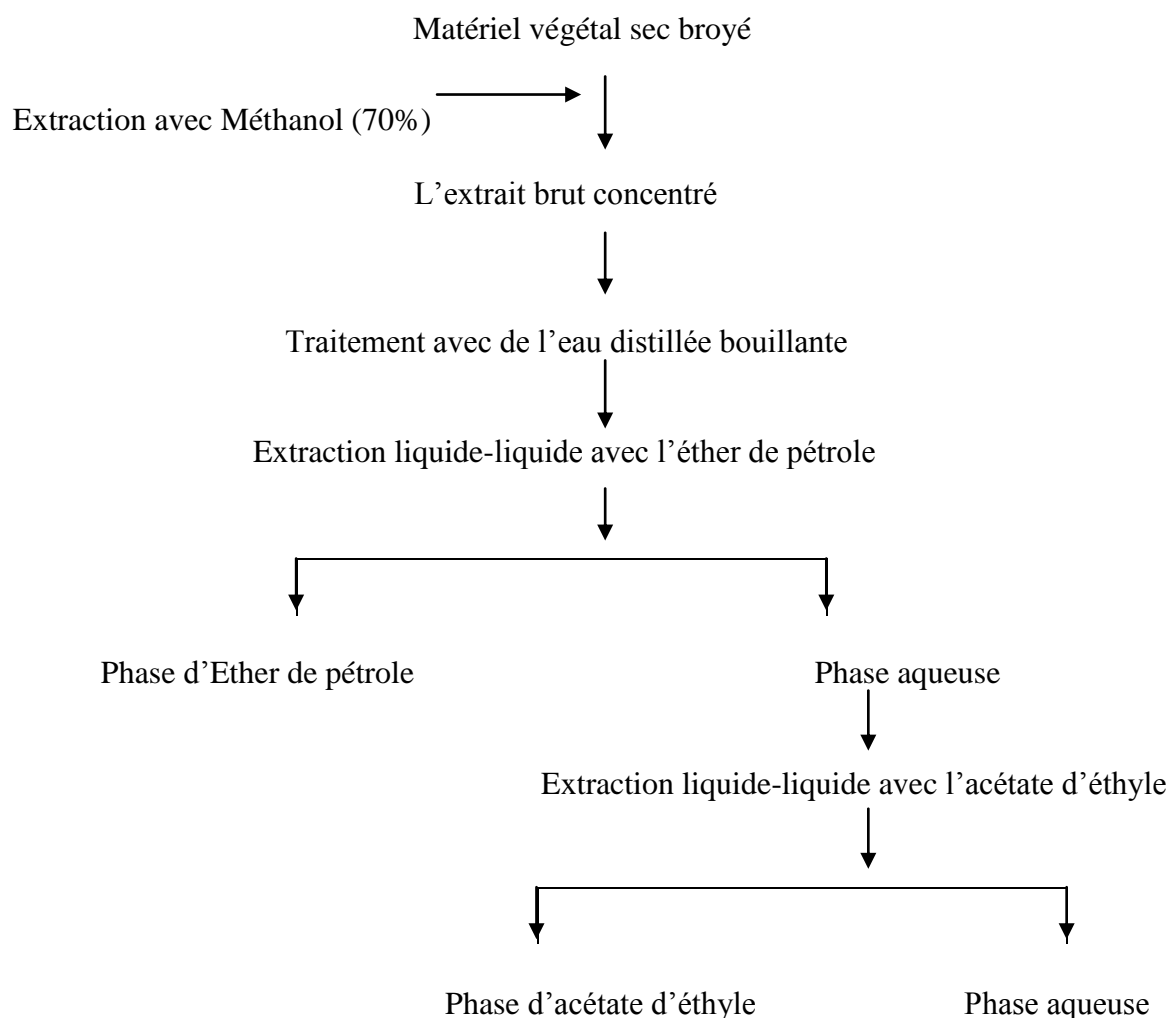 Matériel végétal sec broyé
Extraction avec Méthanol (70%)
L’extrait brut concentré
Traitement avec de l’eau distillée bouillante
Extraction liquide-liquide avec l’éther de pétrole
Phase d’Ether de pétrole
Phase aqueuse
Extraction liquide-liquide avec l’acétate d’éthyle
Phase d’acétate d’éthyle
Phase aqueuse